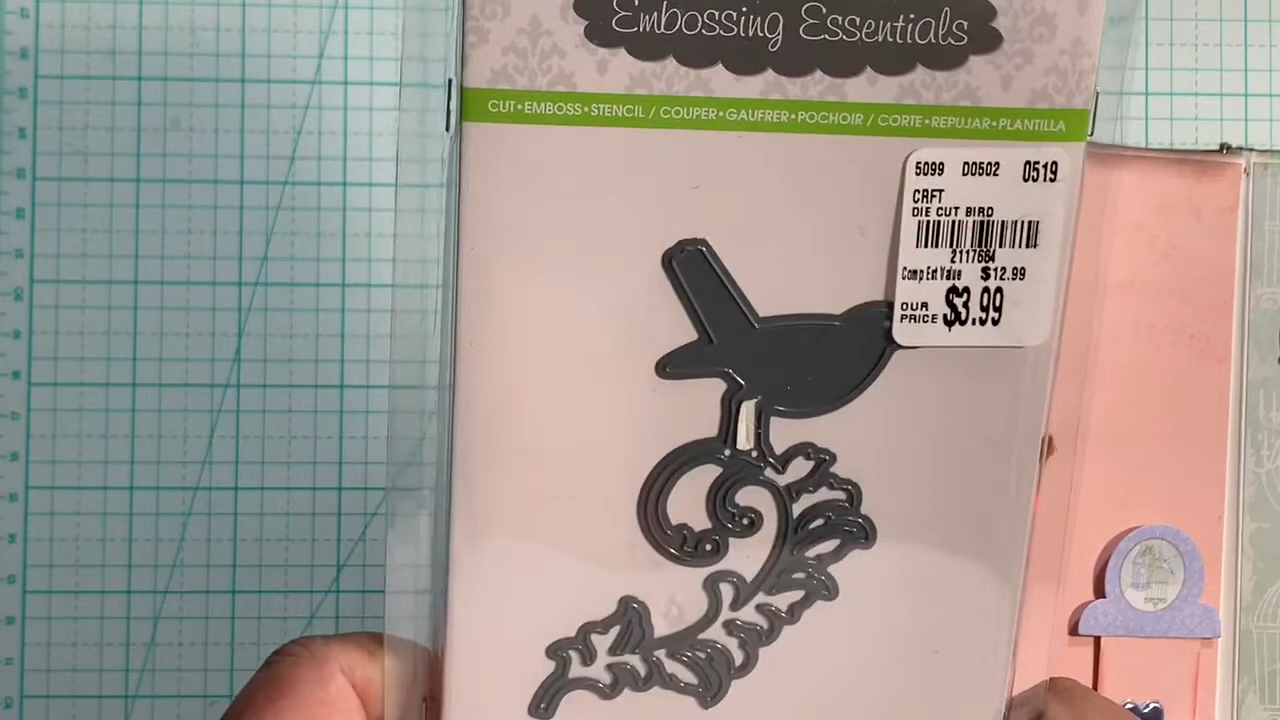 Embossing Essentials
CUT•EMBOSS•STENCIL / COUPER•GAUFRER•POCHOIR / CORTE•REPUJAR•PLANTILLA
5099 D0502 0519
CRFT
DIE CUT BIRD
2117684
Comp Est Value $12.99
OUR PRICE $3.99